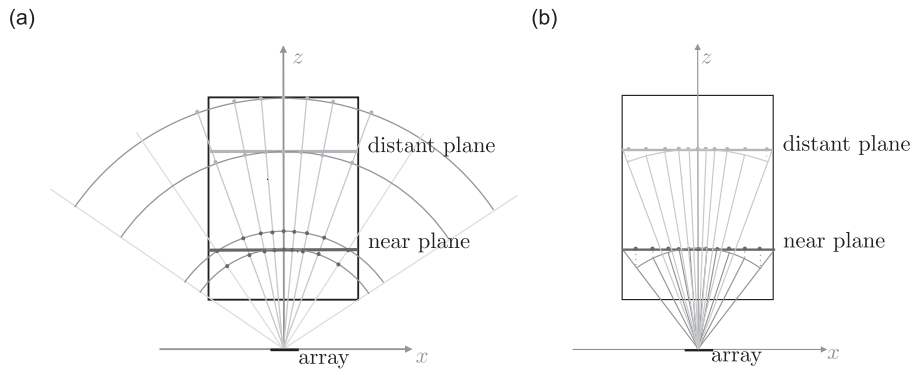 (a)
(b)
z
distant plane
near plane
array
x
z
distant plane
near plane
array
x